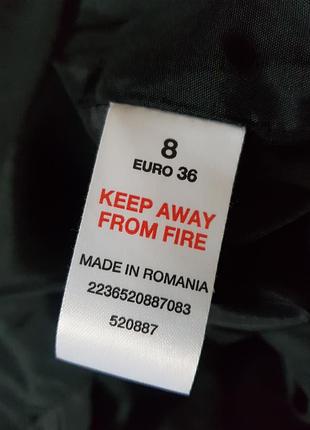 8
EURO 36
KEEP AWAY
FROM FIRE
MADE IN ROMANIA
2236520887083
520887